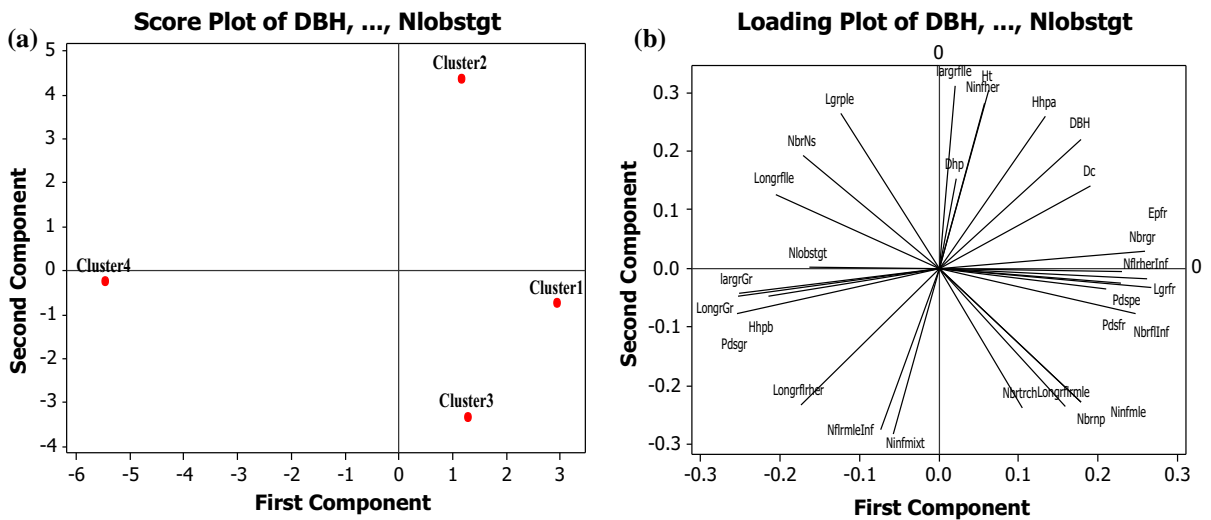 (a)
Score Plot of DBH, ..., Nlobstgt
5
4
3
2
1
0
-1
-2
-3
-4
-6
-5
-4
-3
-2
-1
0
1
2
3
Second Component
First Component
Cluster2
Cluster4
Cluster1
Cluster3
(b)
Loading Plot of DBH, ..., Nlobstgt
0
0
0.3
0.2
0.1
0.0
-0.1
-0.2
-0.3
-0.3
-0.2
-0.1
0.0
0.1
0.2
0.3
Second Component
First Component
largrflle
Ht
Ninfher
Lgrple
Hhpa
DBH
NbrNs
Dhp
Dc
Longrflle
Epfr
Nbrgr
Nlobstgt
NflrherInf
largrGr
Lgrfr
LongrGr
Pdspe
Hhpb
Pdsfr
NbrflInf
Pdsgr
Longrflrher
Nbrtrch
Longrflrmle
Ninfmle
Nbrnp
NflrmleInf
Ninfmixt